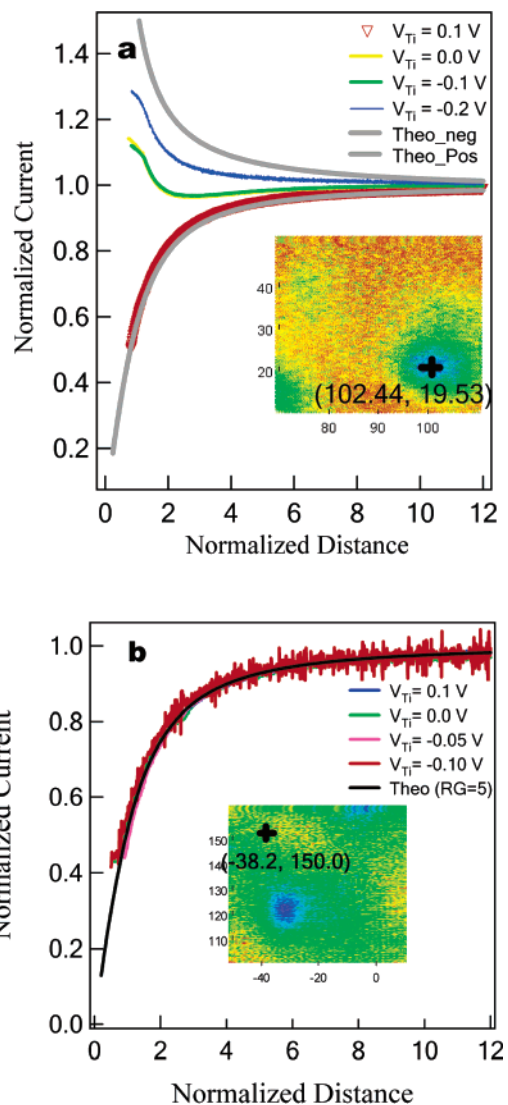 a
V_Ti = 0.1 V
V_Ti = 0.0 V
V_Ti = -0.1 V
V_Ti = -0.2 V
Theo_neg
Theo_Pos
1.4
1.2
1.0
0.8
0.6
0.4
0.2
Normalized Current
40
30
20
(102.44, 19.53)
80 90 100
0 2 4 6 8 10 12
Normalized Distance
b
1.0
0.8
0.6
0.4
0.2
0.0
Normalized Current
V_Ti= 0.1 V
V_Ti= 0.0 V
V_Ti= -0.05 V
V_Ti= -0.10 V
Theo (RG=5)
150
140
130
120
110
(-38.2, 150.0)
-40 -20 0
0 2 4 6 8 10 12
Normalized Distance